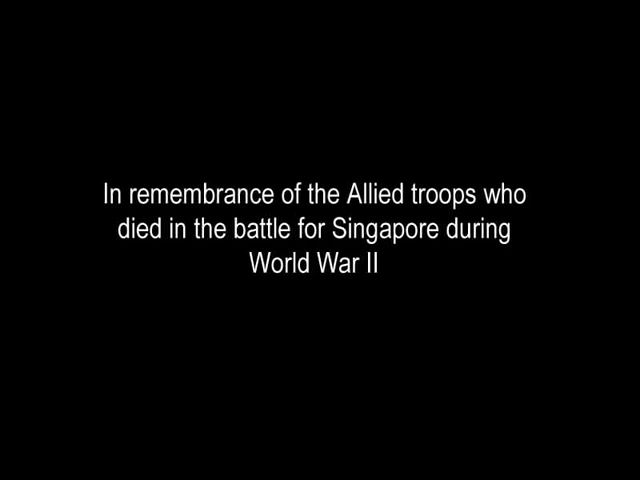 In remembrance of the Allied troops who
died in the battle for Singapore during
World War II